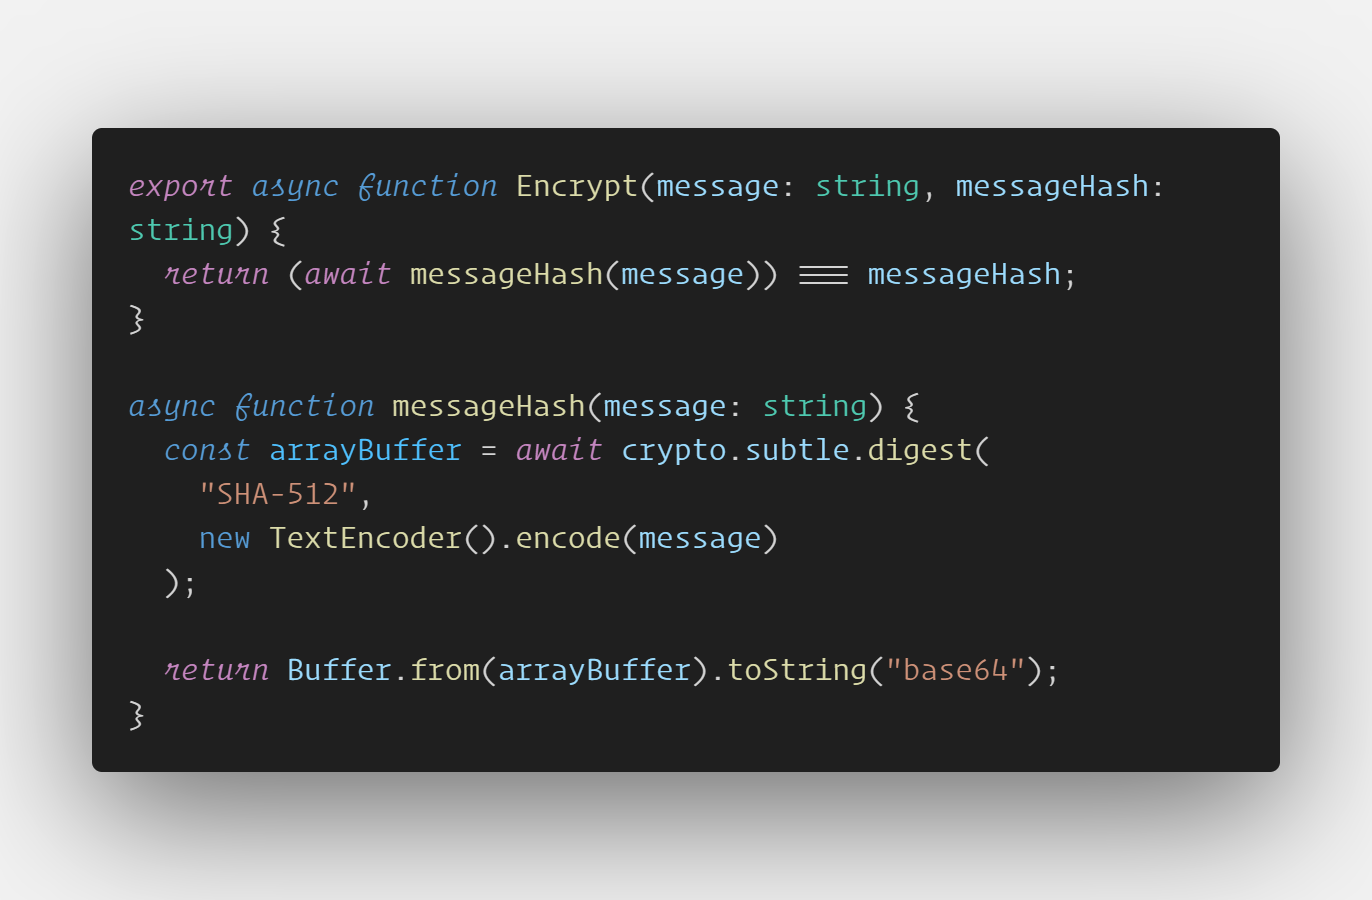 export async function Encrypt(message: string, messageHash:
string) {
  return (await messageHash(message)) === messageHash;
}
async function messageHash(message: string) {
  const arrayBuffer = await crypto.subtle.digest(
    "SHA-512",
    new TextEncoder().encode(message)
  );
  return Buffer.from(arrayBuffer).toString("base64");
}